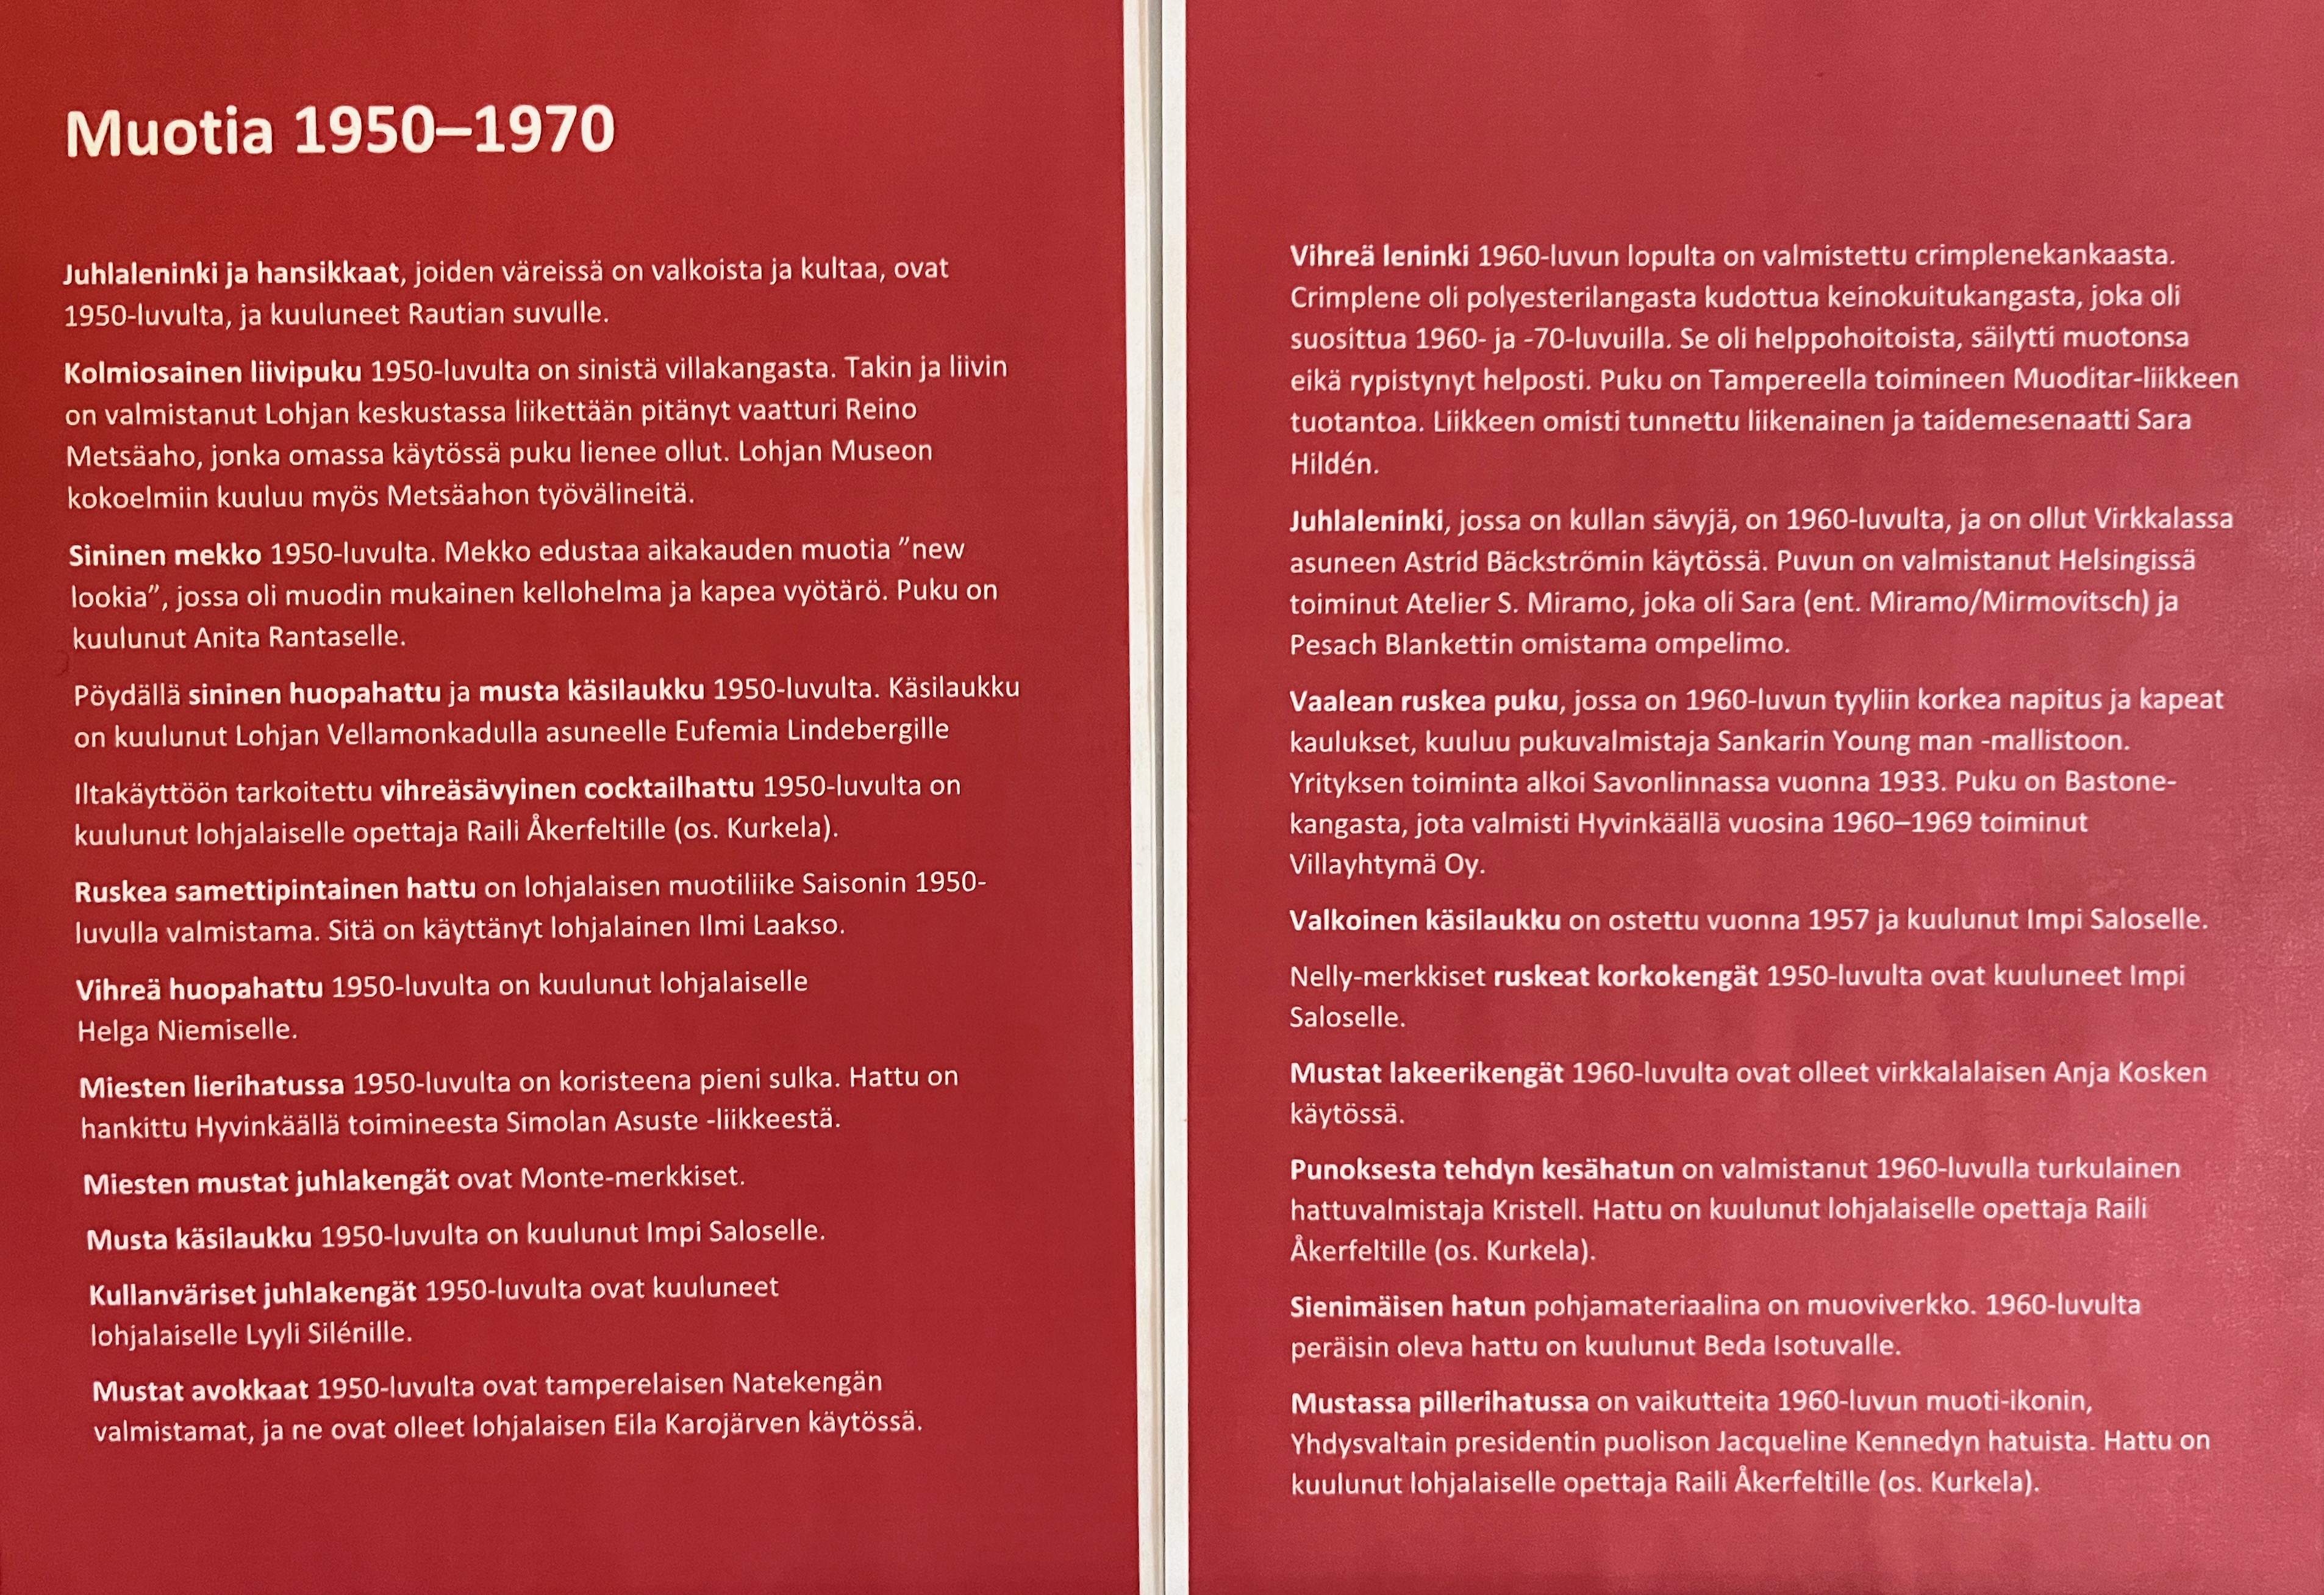 Muotia 1950–1970
Juhlaleninki ja hansikkaat, joiden väreissä on valkoista ja kultaa, ovat
1950-luvulta, ja kuuluneet Rautian suvulle.
Kolmiosainen liivipuku 1950-luvulta on sinistä villakangasta. Takin ja liivin
on valmistanut Lohjan keskustassa liikettään pitänyt vaatturi Reino
Metsäaho, jonka omassa käytössä puku lienee ollut. Lohjan Museon
kokoelmiin kuuluu myös Metsäahon työvälineitä.
Sininen mekko 1950-luvulta. Mekko edustaa aikakauden muotia ”new
lookia”, jossa oli muodin mukainen kellohelma ja kapea vyötärö. Puku on
kuulunut Anita Rantaselle.
Pöydällä sininen huopahattu ja musta käsilaukku 1950-luvulta. Käsilaukku
on kuulunut Lohjan Vellamonkadulla asuneelle Eufemia Lindebergille
Iltakäyttöön tarkoitettu vihreäsävyinen cocktailhattu 1950-luvulta on
kuulunut lohjalaiselle opettaja Raili Åkerfeltille (os. Kurkela).
Ruskea samettipintainen hattu on lohjalaisen muotiliike Saisonin 1950-
luvulla valmistama. Sitä on käyttänyt lohjalainen Ilmi Laakso.
Vihreä huopahattu 1950-luvulta on kuulunut lohjalaiselle
Helga Niemiselle.
Miesten lierihatussa 1950-luvulta on koristeena pieni sulka. Hattu on
hankittu Hyvinkäällä toimineesta Simolan Asuste -liikkeestä.
Miesten mustat juhlakengät ovat Monte-merkkiset.
Musta käsilaukku 1950-luvulta on kuulunut Impi Saloselle.
Kullanväriset juhlakengät 1950-luvulta ovat kuuluneet
lohjalaiselle Lyyli Silénille.
Mustat avokkaat 1950-luvulta ovat tamperelaisen Natekengän
valmistamat, ja ne ovat olleet lohjalaisen Eila Karojärven käytössä.
Vihreä leninki 1960-luvun lopulta on valmistettu crimplenekankaasta.
Crimplene oli polyesterilangasta kudottua keinokuitukangasta, joka oli
suosittua 1960- ja -70-luvuilla. Se oli helppohoitoista, säilytti muotonsa
eikä rypistynyt helposti. Puku on Tampereella toimineen Muoditar-liikkeen
tuotantoa. Liikkeen omisti tunnettu liikenainen ja taidemesenaatti Sara
Hildén.
Juhlaleninki, jossa on kullan sävyjä, on 1960-luvulta, ja on ollut Virkkalassa
asuneen Astrid Bäckströmin käytössä. Puvun on valmistanut Helsingissä
toiminut Atelier S. Miramo, joka oli Sara (ent. Miramo/Mirmovitsch) ja
Pesach Blankettin omistama ompelimo.
Vaalean ruskea puku, jossa on 1960-luvun tyyliin korkea napitus ja kapeat
kaulukset, kuuluu pukuvalmistaja Sankarin Young man -mallistoon.
Yrityksen toiminta alkoi Savonlinnassa vuonna 1933. Puku on Bastone-
kangasta, jota valmisti Hyvinkäällä vuosina 1960–1969 toiminut
Villayhtymä Oy.
Valkoinen käsilaukku on ostettu vuonna 1957 ja kuulunut Impi Saloselle.
Nelly-merkkiset ruskeat korkokengät 1950-luvulta ovat kuuluneet Impi
Saloselle.
Mustat lakeerikengät 1960-luvulta ovat olleet virkkalalaisen Anja Kosken
käytössä.
Punoksesta tehdyn kesähatun on valmistanut 1960-luvulla turkulainen
hattuvalmistaja Kristell. Hattu on kuulunut lohjalaiselle opettaja Raili
Åkerfeltille (os. Kurkela).
Sienimäisen hatun pohjamateriaalina on muoviverkko. 1960-luvulta
peräisin oleva hattu on kuulunut Beda Isotuvalle.
Mustassa pillerihatussa on vaikutteita 1960-luvun muoti-ikonin,
Yhdysvaltain presidentin puolison Jacqueline Kennedyn hatuista. Hattu on
kuulunut lohjalaiselle opettaja Raili Åkerfeltille (os. Kurkela).